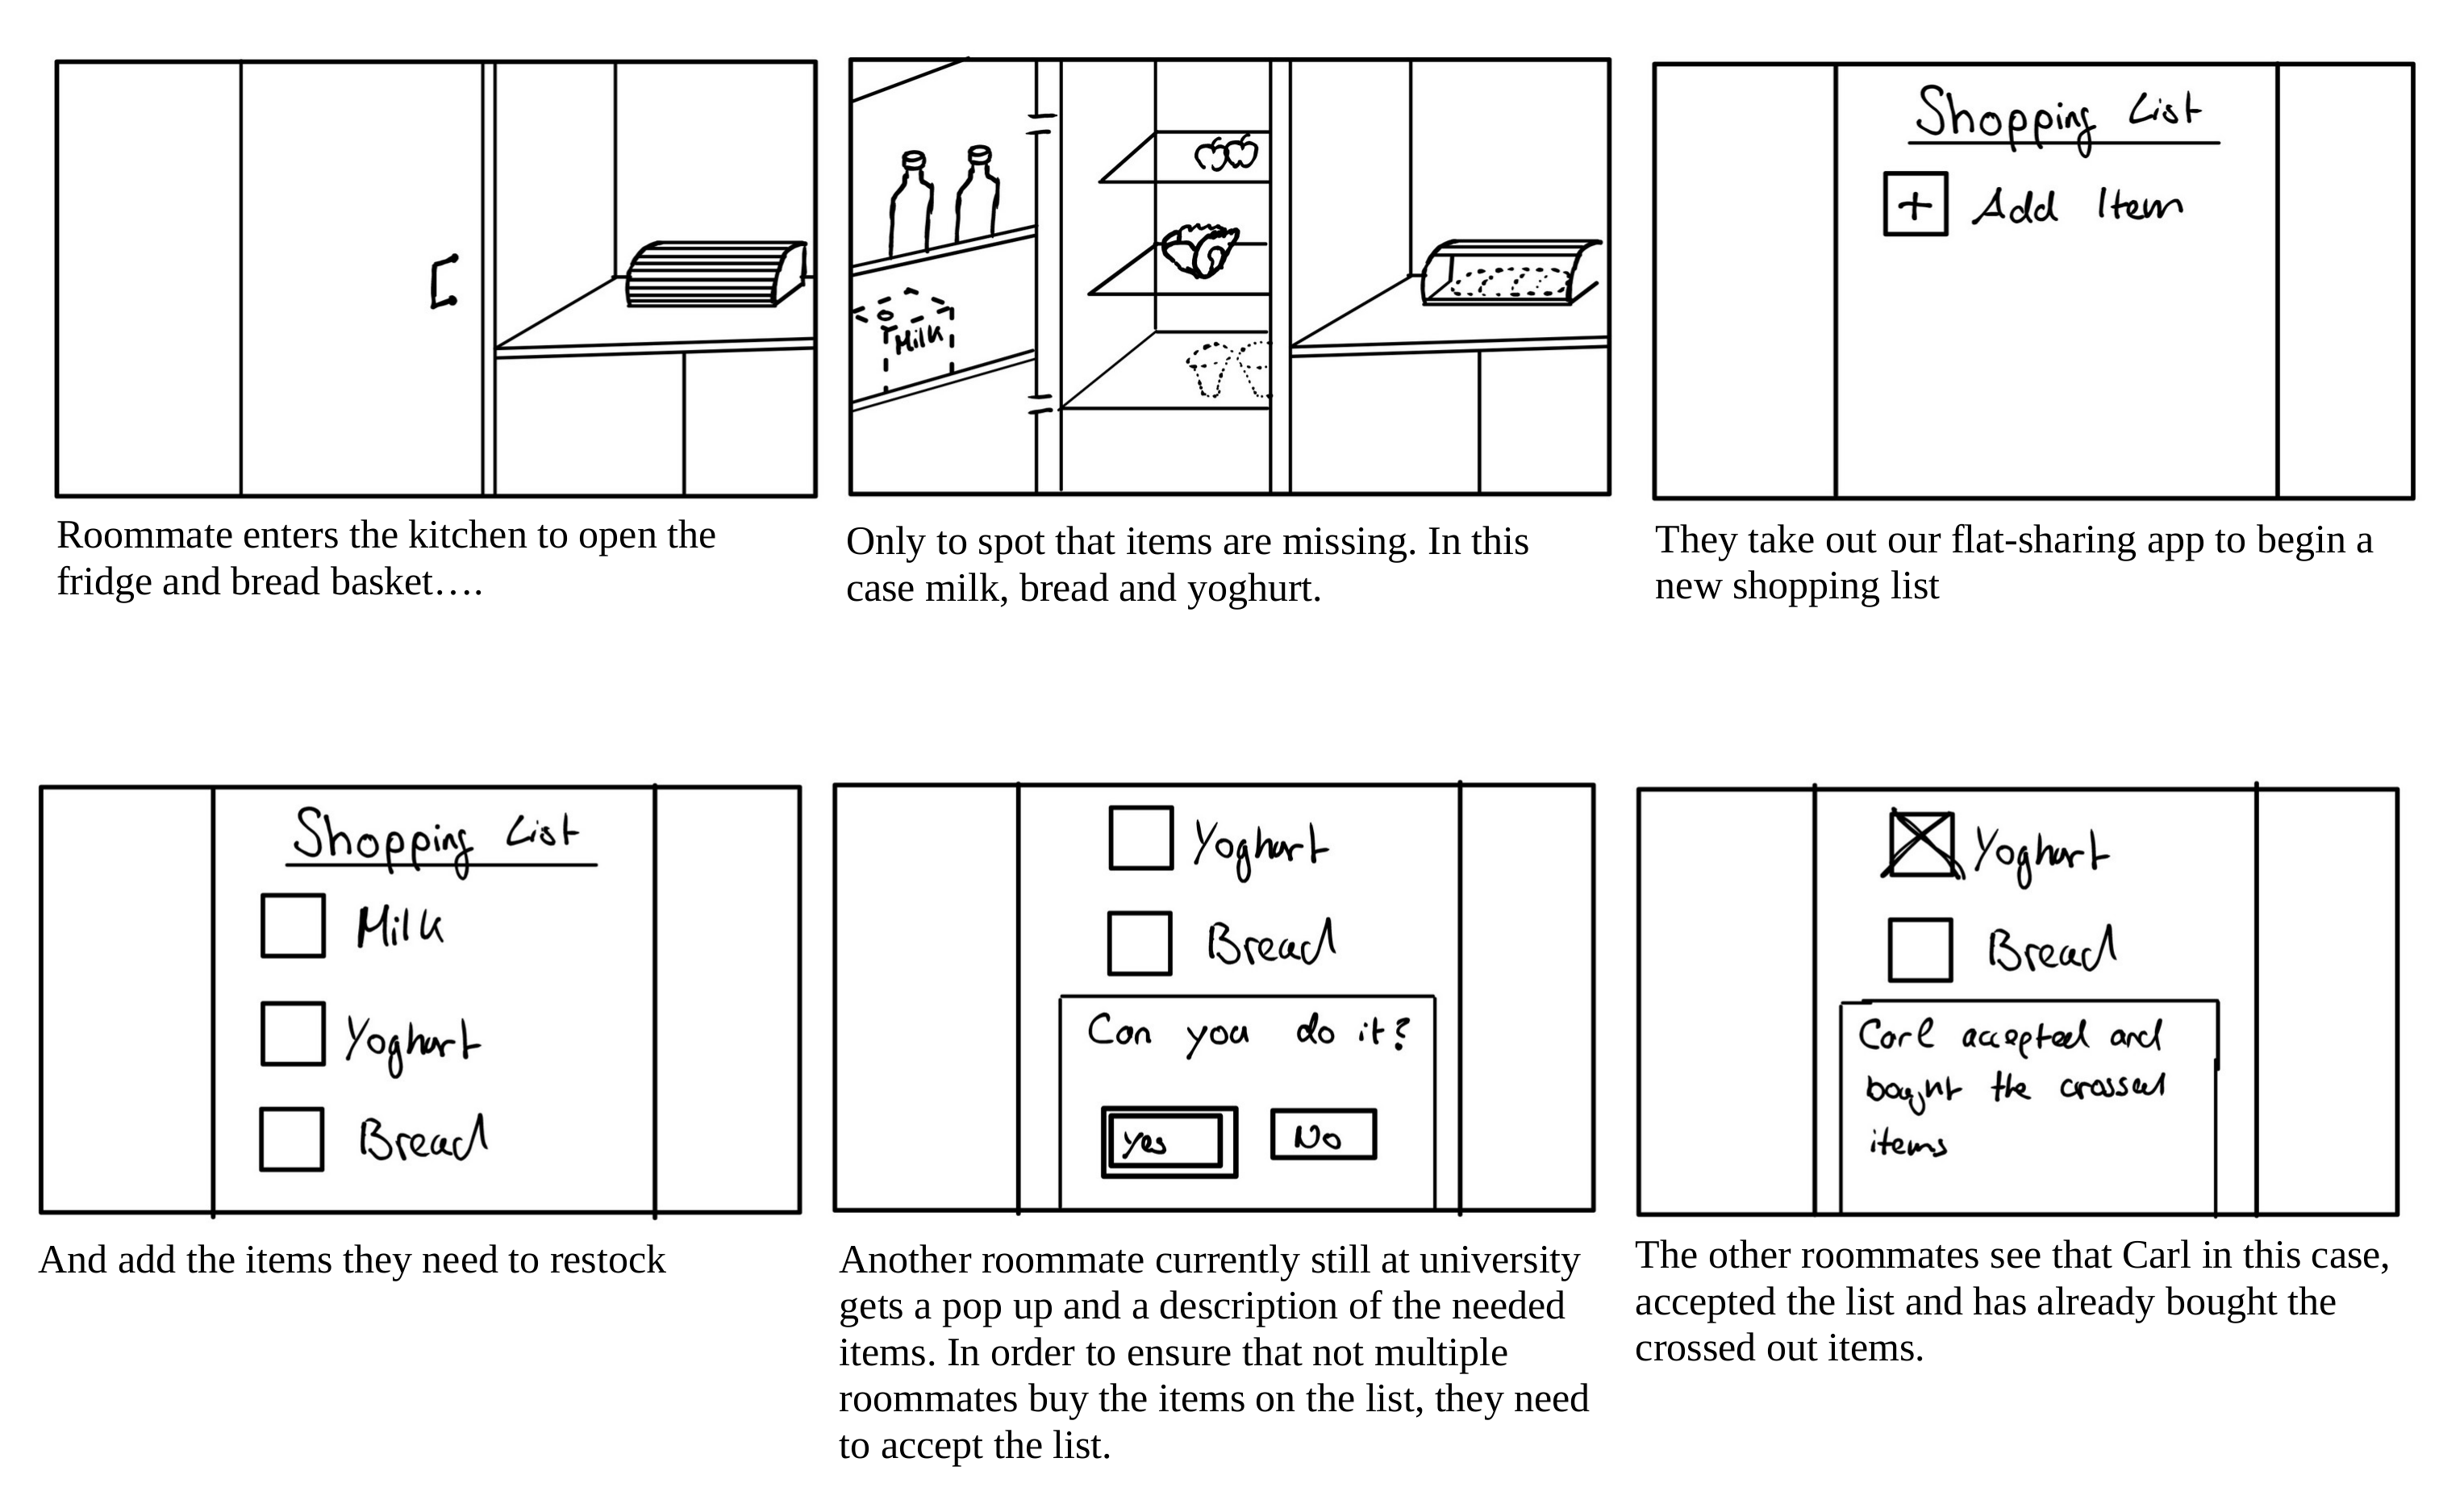 Milk
Shopping List
+ Add Item
Roommate enters the kitchen to open the
fridge and bread basket….
Only to spot that items are missing. In this
case milk, bread and yoghurt.
They take out our flat-sharing app to begin a
new shopping list
Shopping List
Milk
Yoghurt
Bread
Yoghurt
Bread
Can you do it?
Yes No
Yoghurt
Bread
Carl accepted and
bought the crossed
items
And add the items they need to restock
Another roommate currently still at university
gets a pop up and a description of the needed
items. In order to ensure that not multiple
roommates buy the items on the list, they need
to accept the list.
The other roommates see that Carl in this case,
accepted the list and has already bought the
crossed out items.